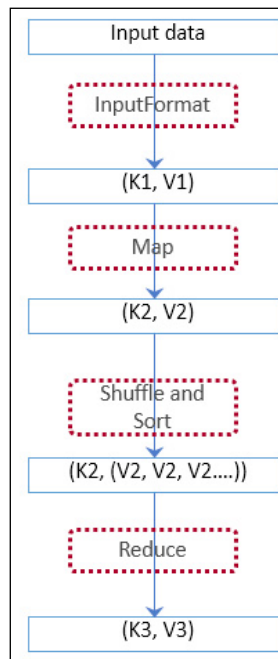 Input data
InputFormat
(K1, V1)
Map
(K2, V2)
Shuffle and
Sort
(K2, (V2, V2, V2....))
Reduce
(K3, V3)